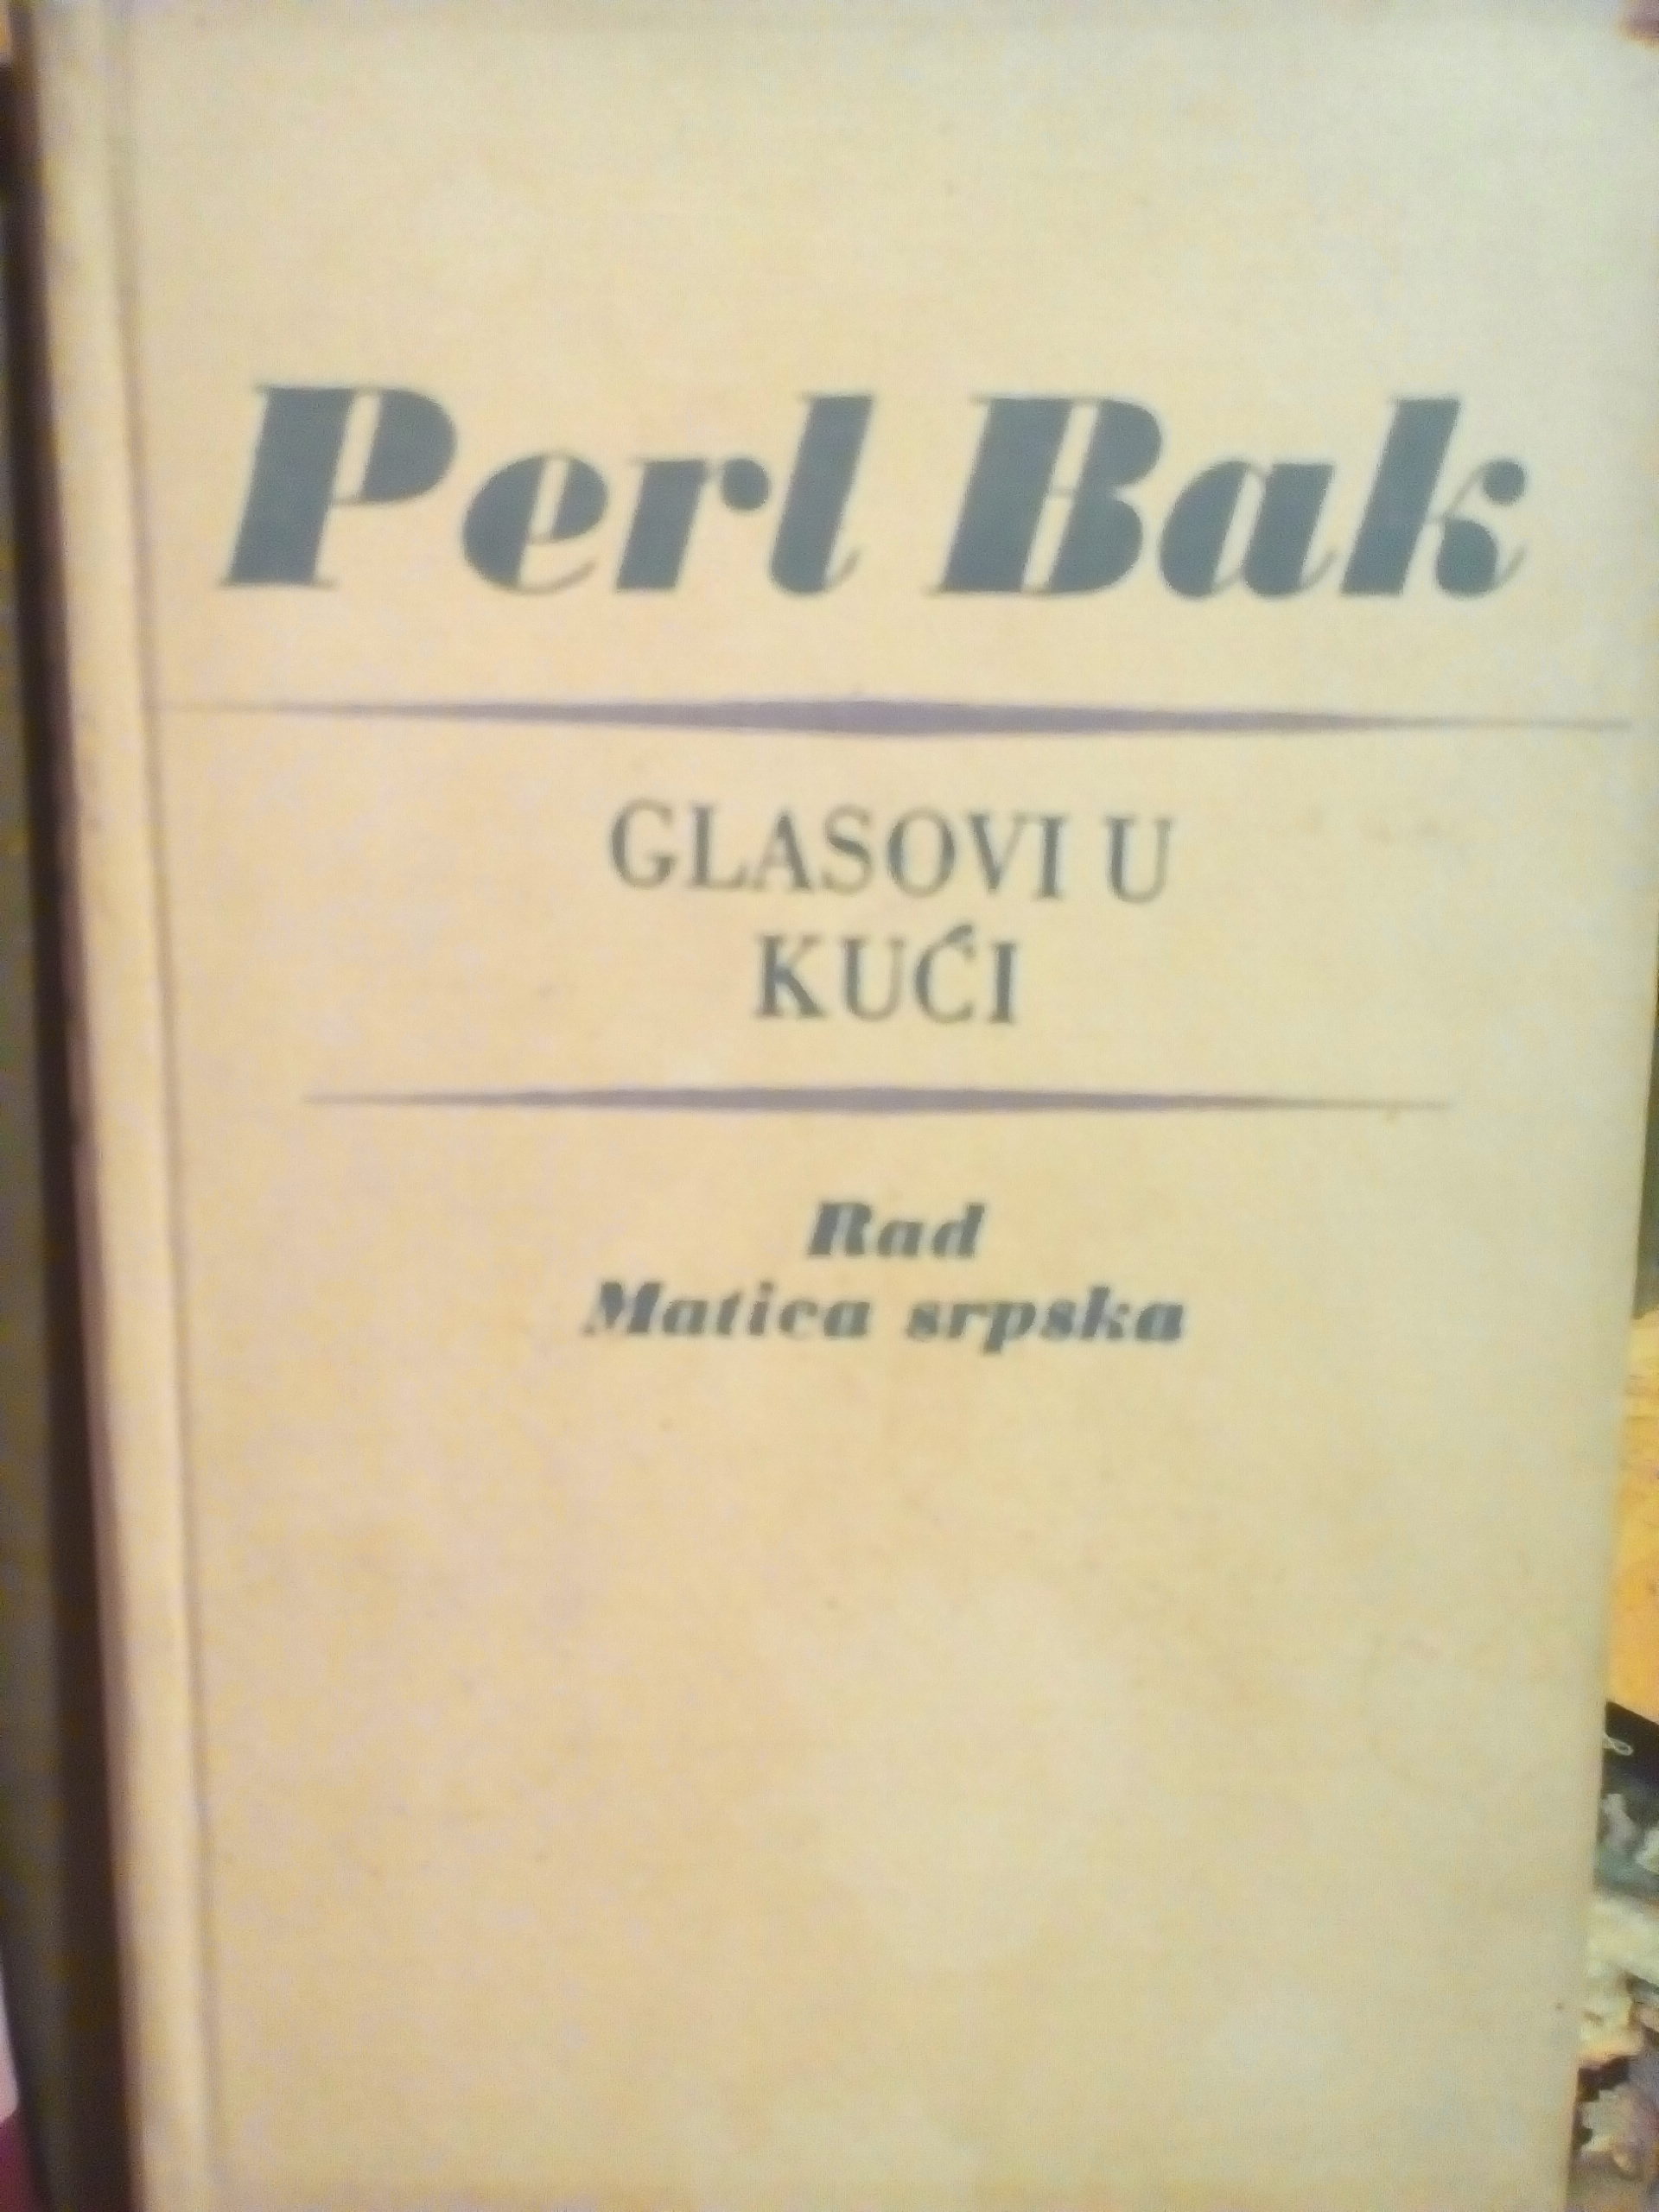 Perl Bak
GLASOVI U
KUĆI
Rad
Matica srpska